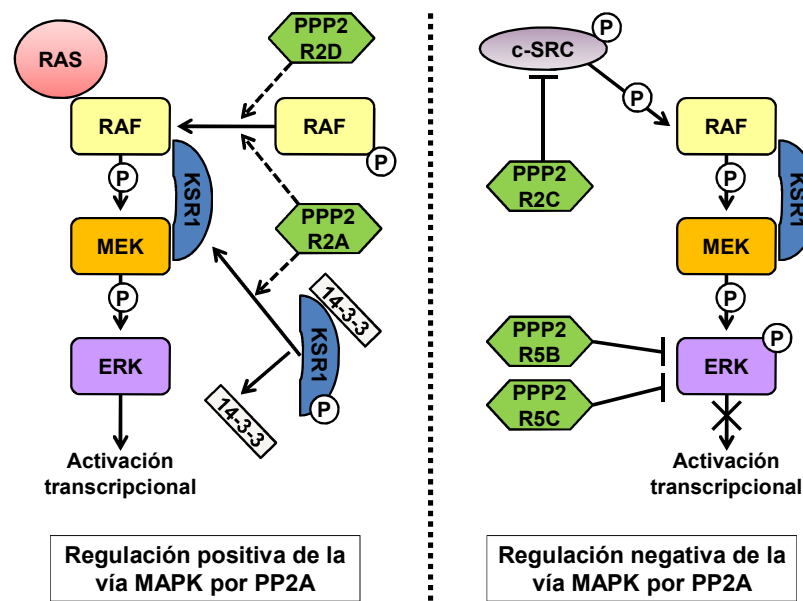 PPP2
R2D
RAS
RAF
RAF
P
P
KSR1
PPP2
R2A
MEK
P
14-3-3
KSR1
P
ERK
14-3-3
Activación
transcripcional
Regulación positiva de la
vía MAPK por PP2A
P
c-SRC
P
RAF
PPP2
R2C
P
KSR1
MEK
P
PPP2
R5B
P
ERK
PPP2
R5C
Activación
transcripcional
Regulación negativa de la
vía MAPK por PP2A